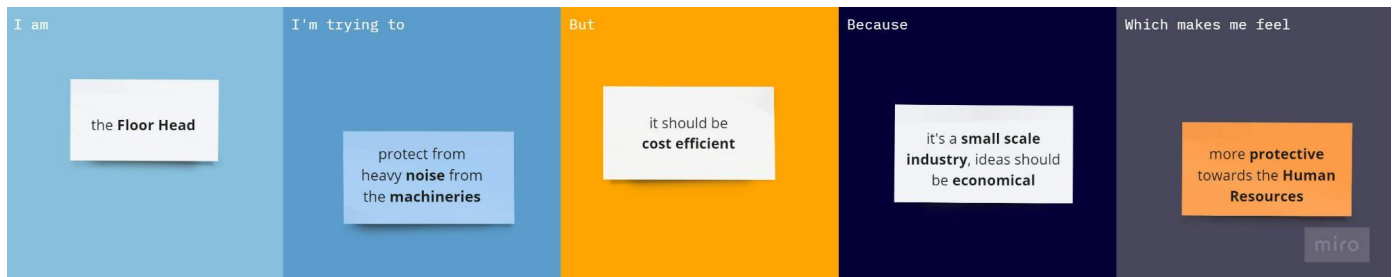 I am
the Floor Head
I'm trying to
protect from
heavy noise from
the machineries
But
it should be
cost efficient
Because
it's a small scale
industry, ideas should
be economical
Which makes me feel
more protective
towards the Human
Resources
miro